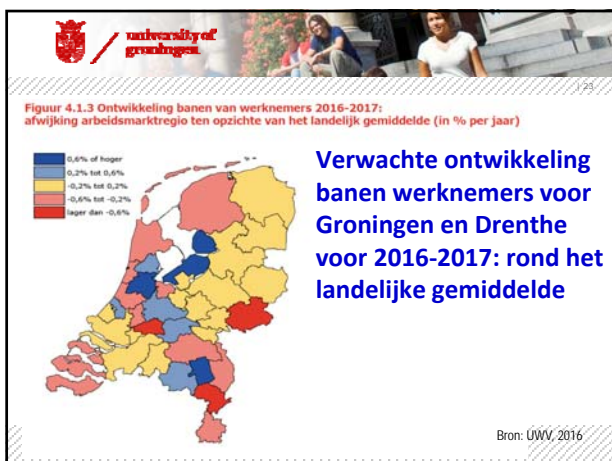 university of
groningen
| 23
Figuur 4.1.3 Ontwikkeling banen van werknemers 2016-2017:
afwijking arbeidsmarktregio ten opzichte van het landelijk gemiddelde (in % per jaar)
0,6% of hoger
0,2% tot 0,6%
-0,2% tot 0,2%
-0,6% tot -0,2%
lager dan -0,6%
Verwachte ontwikkeling
banen werknemers voor
Groningen en Drenthe
voor 2016-2017: rond het
landelijke gemiddelde
Bron: UWV, 2016